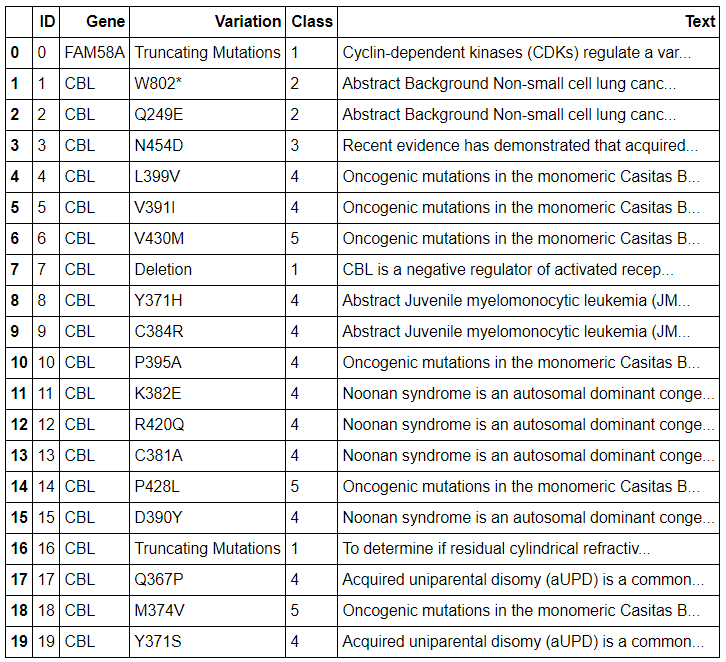 ID Gene Variation Class Text
0 0 FAM58A Truncating Mutations 1 Cyclin-dependent kinases (CDKs) regulate a var...
1 1 CBL W802* 2 Abstract Background Non-small cell lung canc...
2 2 CBL Q249E 2 Abstract Background Non-small cell lung canc...
3 3 CBL N454D 3 Recent evidence has demonstrated that acquired...
4 4 CBL L399V 4 Oncogenic mutations in the monomeric Casitas B...
5 5 CBL V391I 4 Oncogenic mutations in the monomeric Casitas B...
6 6 CBL V430M 5 Oncogenic mutations in the monomeric Casitas B...
7 7 CBL Deletion 1 CBL is a negative regulator of activated recep...
8 8 CBL Y371H 4 Abstract Juvenile myelomonocytic leukemia (JM...
9 9 CBL C384R 4 Abstract Juvenile myelomonocytic leukemia (JM...
10 10 CBL P395A 4 Oncogenic mutations in the monomeric Casitas B...
11 11 CBL K382E 4 Noonan syndrome is an autosomal dominant conge...
12 12 CBL R420Q 4 Noonan syndrome is an autosomal dominant conge...
13 13 CBL C381A 4 Noonan syndrome is an autosomal dominant conge...
14 14 CBL P428L 5 Oncogenic mutations in the monomeric Casitas B...
15 15 CBL D390Y 4 Noonan syndrome is an autosomal dominant conge...
16 16 CBL Truncating Mutations 1 To determine if residual cylindrical refractiv...
17 17 CBL Q367P 4 Acquired uniparental disomy (aUPD) is a common...
18 18 CBL M374V 5 Oncogenic mutations in the monomeric Casitas B...
19 19 CBL Y371S 4 Acquired uniparental disomy (aUPD) is a common...